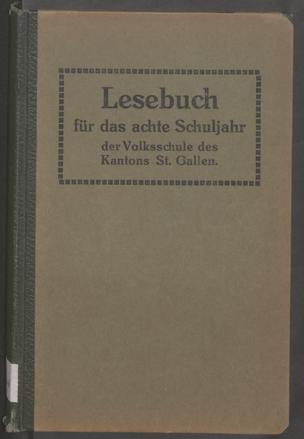 Lesebuch
für das achte Schuljahr
der Volksschule des
Kantons St. Gallen.